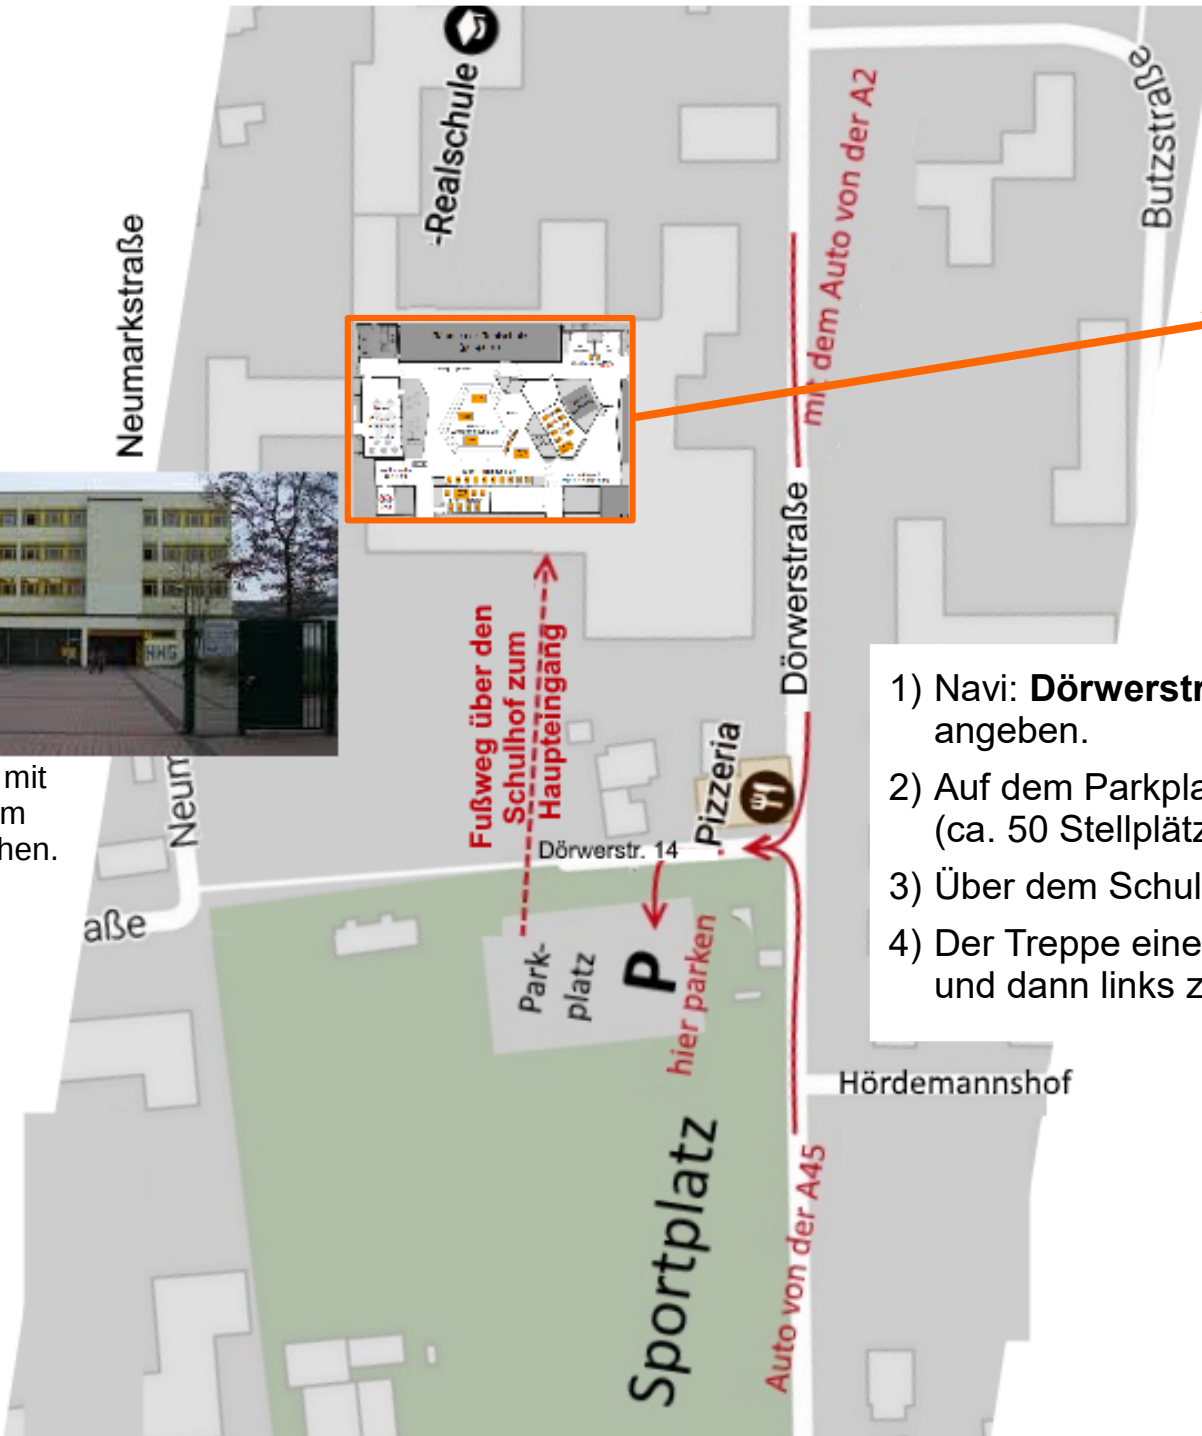 -Realschule
Butzstraße
mit dem Auto von der A2
Neumarkstraße
Dörwerstraße
HHS
Fußweg über den
Schulhof zum
Haupteingang
1) Navi: Dörwerstr
angeben.
2) Auf dem Parkpla
(ca. 50 Stellplätz
3) Über dem Schul
4) Der Treppe eine
und dann links z
mit
m
hen.
Neum
Pizzeria
Dörwerstr. 14
aße
Park-
platz
P
hier parken
Hördemannshof
Sportplatz
Auto von der A45